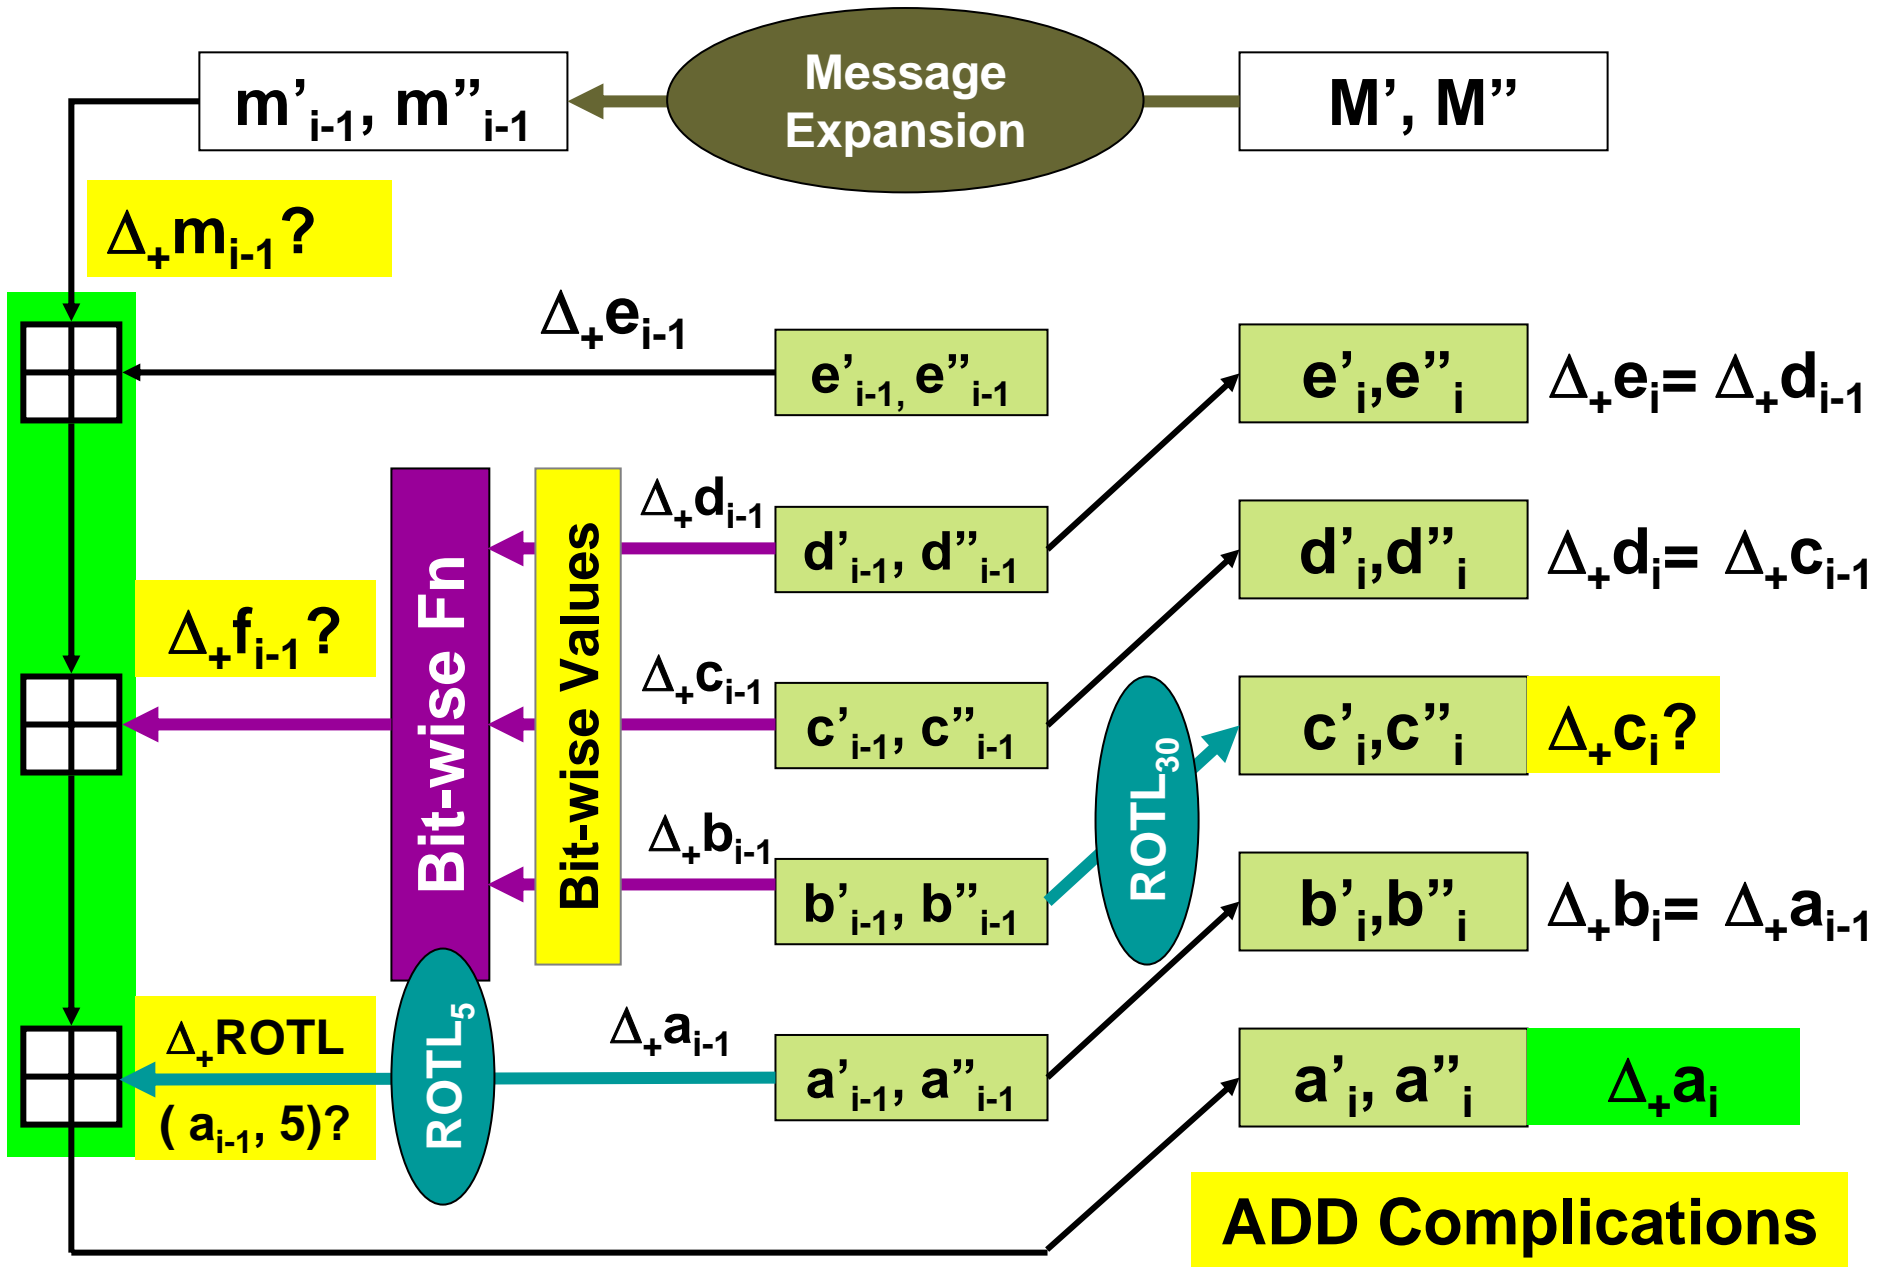 m’i-1, m”i-1
Message
Expansion
M’, M”
Δ+mi-1?
Δ+ei-1
e’i-1, e”i-1
e’i,e”i
Δ+ei= Δ+di-1
Δ+di-1
d’i-1, d”i-1
d’i,d”i
Δ+di= Δ+ci-1
Bit-wise Fn
Bit-wise Values
Δ+fi-1?
Δ+ci-1
c’i-1, c”i-1
ROTL30
c’i,c”i
Δ+ci?
Δ+bi-1
b’i-1, b”i-1
b’i,b”i
Δ+bi= Δ+ai-1
Δ+ROTL
( ai-1, 5)?
ROTL5
Δ+ai-1
a’i-1, a”i-1
a’i, a”i
Δ+ai
ADD Complications